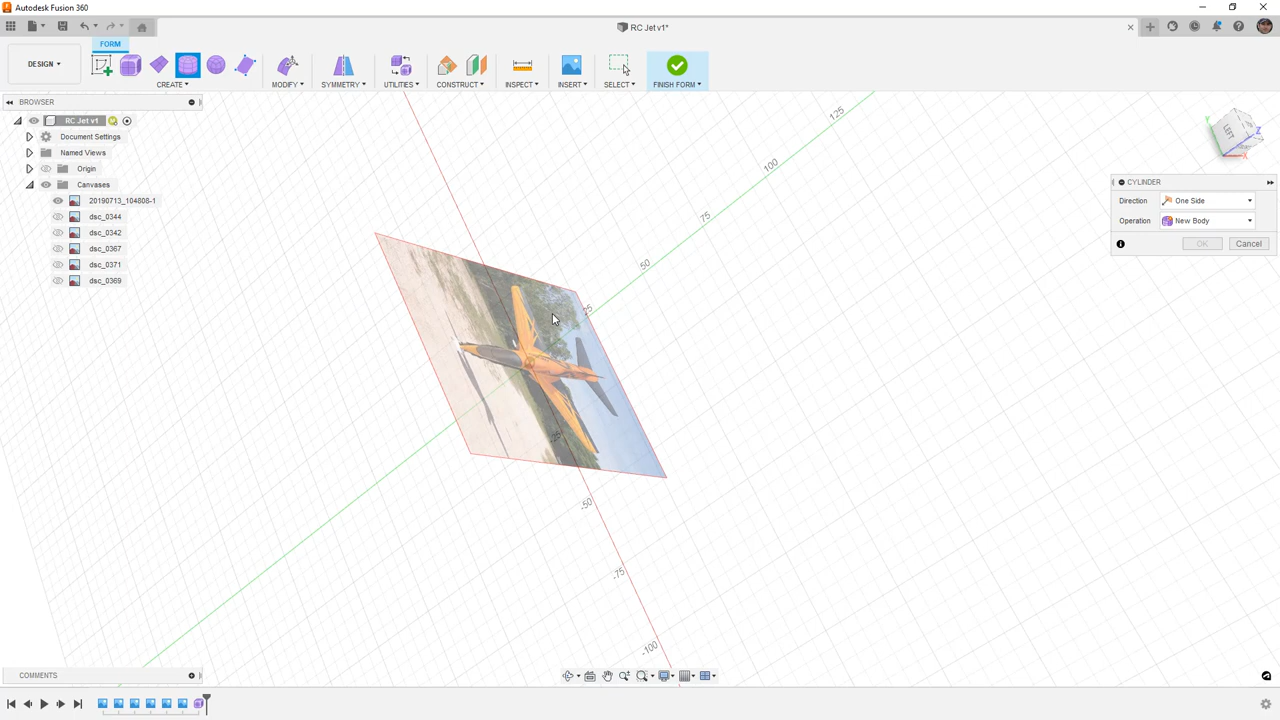 Autodesk Fusion 360
RC Jet v1*
DESIGN
FORM
CREATE
MODIFY
SYMMETRY
UTILITIES
CONSTRUCT
INSPECT
INSERT
SELECT
FINISH FORM
BROWSER
RC Jet v1
Document Settings
Named Views
Origin
Canvases
20190713_104808-1
dsc_0344
dsc_0342
dsc_0367
dsc_0371
dsc_0369
125
100
75
50
25
-25
-50
-75
-100
Y
LEFT
Z
X
CYLINDER
Direction One Side
Operation New Body
OK Cancel
COMMENTS